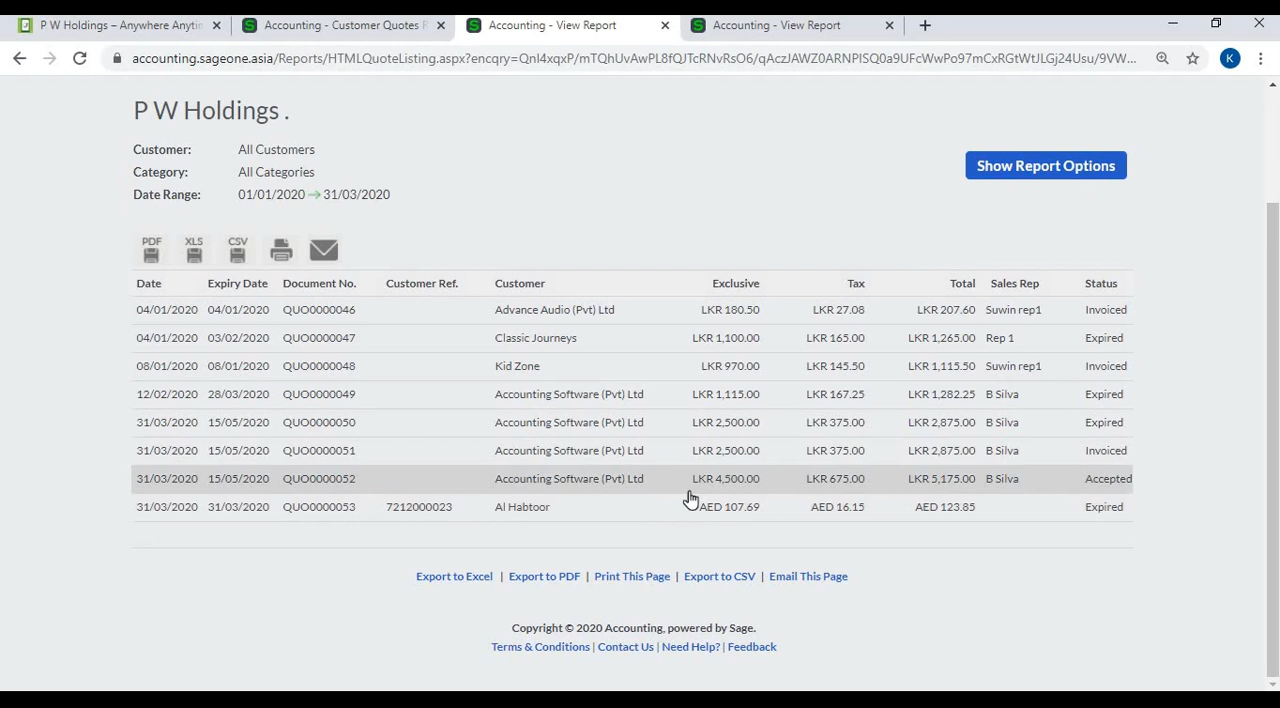 P W Holdings – Anywhere Anytin
Accounting - Customer Quotes R
Accounting - View Report
Accounting - View Report
P W Holdings .
Customer: All Customers
Category: All Categories
Date Range: 01/01/2020 → 31/03/2020
Show Report Options
PDF XLS CSV
Date Expiry Date Document No. Customer Ref. Customer Exclusive Tax Total Sales Rep Status
04/01/2020 04/01/2020 QUO0000046 Advance Audio (Pvt) Ltd LKR 180.50 LKR 27.08 LKR 207.60 Suwin rep1 Invoiced
04/01/2020 03/02/2020 QUO0000047 Classic Journeys LKR 1,100.00 LKR 165.00 LKR 1,265.00 Rep 1 Expired
08/01/2020 08/01/2020 QUO0000048 Kid Zone LKR 970.00 LKR 145.50 LKR 1,115.50 Suwin rep1 Invoiced
12/02/2020 28/03/2020 QUO0000049 Accounting Software (Pvt) Ltd LKR 1,115.00 LKR 167.25 LKR 1,282.25 B Silva Expired
31/03/2020 15/05/2020 QUO0000050 Accounting Software (Pvt) Ltd LKR 2,500.00 LKR 375.00 LKR 2,875.00 B Silva Expired
31/03/2020 15/05/2020 QUO0000051 Accounting Software (Pvt) Ltd LKR 2,500.00 LKR 375.00 LKR 2,875.00 B Silva Invoiced
31/03/2020 15/05/2020 QUO0000052 Accounting Software (Pvt) Ltd LKR 4,500.00 LKR 675.00 LKR 5,175.00 B Silva Accepted
31/03/2020 31/03/2020 QUO0000053 7212000023 Al Habtoor AED 107.69 AED 16.15 AED 123.85 Expired
Export to Excel | Export to PDF | Print This Page | Export to CSV | Email This Page
Copyright © 2020 Accounting, powered by Sage.
Terms & Conditions | Contact Us | Need Help? | Feedback